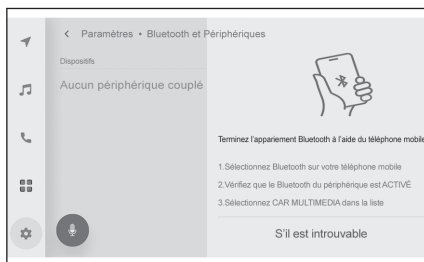 Paramètres • Bluetooth et Périphériques
Dispositifs
Aucun périphérique couplé
Terminez l'appariement Bluetooth à l'aide du téléphone mobile
1.Sélectionnez Bluetooth sur votre téléphone mobile
2.Vérifiez que le Bluetooth du périphérique est ACTIVÉ
3.Sélectionnez CAR MULTIMEDIA dans la liste
S'il est introuvable